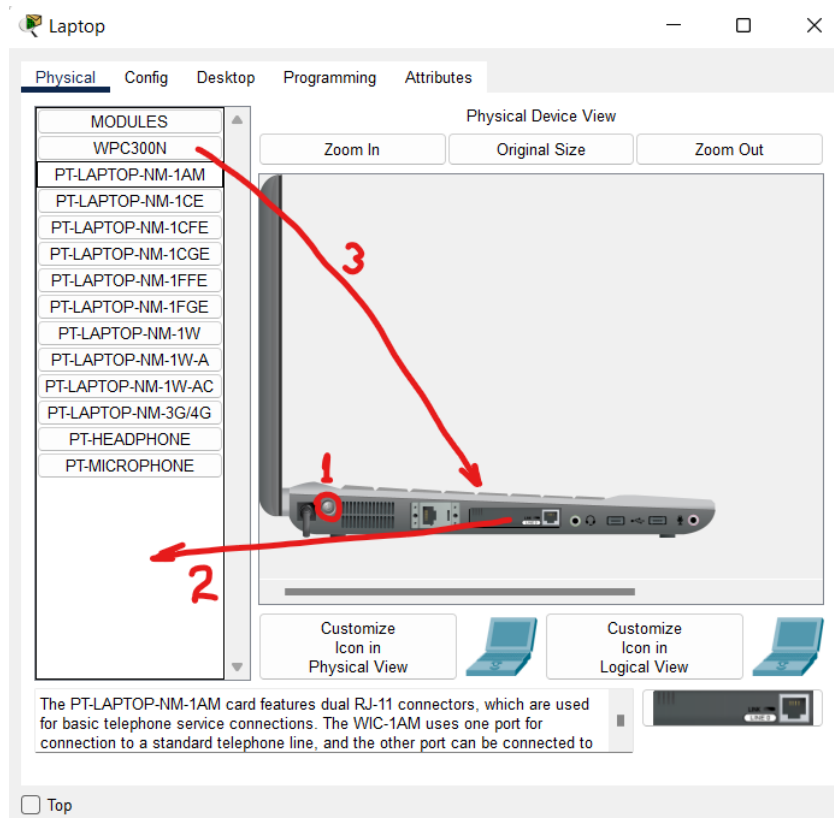 Laptop
Physical Config Desktop Programming Attributes
MODULES
WPC300N
PT-LAPTOP-NM-1AM
PT-LAPTOP-NM-1CE
PT-LAPTOP-NM-1CFE
PT-LAPTOP-NM-1CGE
PT-LAPTOP-NM-1FFE
PT-LAPTOP-NM-1FGE
PT-LAPTOP-NM-1W
PT-LAPTOP-NM-1W-A
PT-LAPTOP-NM-1W-AC
PT-LAPTOP-NM-3G/4G
PT-HEADPHONE
PT-MICROPHONE
Physical Device View
Zoom In Original Size Zoom Out
3
1
2
Customize
Icon in
Physical View
Customize
Icon in
Logical View
The PT-LAPTOP-NM-1AM card features dual RJ-11 connectors, which are used
for basic telephone service connections. The WIC-1AM uses one port for
connection to a standard telephone line, and the other port can be connected to
Top